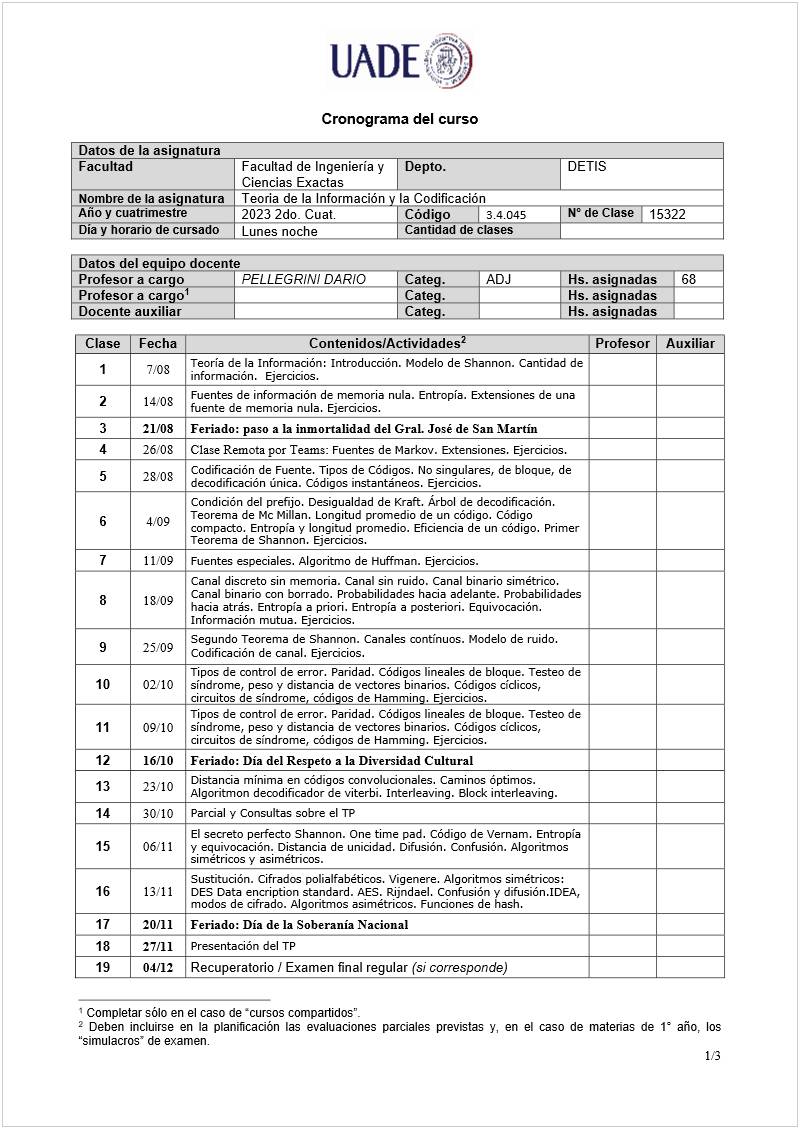 UADE
Cronograma del curso
Datos de la asignatura
Facultad Facultad de Ingeniería y Ciencias Exactas Depto. DETIS
Nombre de la asignatura Teoria de la Información y la Codificación
Año y cuatrimestre 2023 2do. Cuat. Código 3.4.045 N° de Clase 15322
Día y horario de cursado Lunes noche Cantidad de clases
Datos del equipo docente
Profesor a cargo PELLEGRINI DARIO Categ. ADJ Hs. asignadas 68
Profesor a cargo¹ Categ. Hs. asignadas
Docente auxiliar Categ. Hs. asignadas
Clase Fecha Contenidos/Actividades² Profesor Auxiliar
1 7/08 Teoría de la Información: Introducción. Modelo de Shannon. Cantidad de
información. Ejercicios.
2 14/08 Fuentes de información de memoria nula. Entropía. Extensiones de una
fuente de memoria nula. Ejercicios.
3 21/08 Feriado: paso a la inmortalidad del Gral. José de San Martín
4 26/08 Clase Remota por Teams: Fuentes de Markov. Extensiones. Ejercicios.
5 28/08 Codificación de Fuente. Tipos de Códigos. No singulares, de bloque, de
decodificación única. Códigos instantáneos. Ejercicios.
6 4/09 Condición del prefijo. Desigualdad de Kraft. Árbol de decodificación.
Teorema de Mc Millan. Longitud promedio de un código. Código
compacto. Entropía y longitud promedio. Eficiencia de un código. Primer
Teorema de Shannon. Ejercicios.
7 11/09 Fuentes especiales. Algoritmo de Huffman. Ejercicios.
8 18/09 Canal discreto sin memoria. Canal sin ruido. Canal binario simétrico.
Canal binario con borrado. Probabilidades hacia adelante. Probabilidades
hacia atrás. Entropía a priori. Entropía a posteriori. Equivocación.
Información mutua. Ejercicios.
9 25/09 Segundo Teorema de Shannon. Canales contínuos. Modelo de ruido.
Codificación de canal. Ejercicios.
10 02/10 Tipos de control de error. Paridad. Códigos lineales de bloque. Testeo de
síndrome, peso y distancia de vectores binarios. Códigos cíclicos,
circuitos de síndrome, códigos de Hamming. Ejercicios.
11 09/10 Tipos de control de error. Paridad. Códigos lineales de bloque. Testeo de
síndrome, peso y distancia de vectores binarios. Códigos cíclicos,
circuitos de síndrome, códigos de Hamming. Ejercicios.
12 16/10 Feriado: Día del Respeto a la Diversidad Cultural
13 23/10 Distancia mínima en códigos convolucionales. Caminos óptimos.
Algoritmon decodificador de viterbi. Interleaving. Block interleaving.
14 30/10 Parcial y Consultas sobre el TP
15 06/11 El secreto perfecto Shannon. One time pad. Código de Vernam. Entropía
y equivocación. Distancia de unicidad. Difusión. Confusión. Algoritmos
simétricos y asimétricos.
16 13/11 Sustitución. Cifrados polialfabéticos. Vigenere. Algoritmos simétricos:
DES Data encription standard. AES. Rijndael. Confusión y difusión.IDEA,
modos de cifrado. Algoritmos asimétricos. Funciones de hash.
17 20/11 Feriado: Día de la Soberanía Nacional
18 27/11 Presentación del TP
19 04/12 Recuperatorio / Examen final regular (si corresponde)
¹ Completar sólo en el caso de “cursos compartidos”.
² Deben incluirse en la planificación las evaluaciones parciales previstas y, en el caso de materias de 1° año, los
“simulacros” de examen.
1/3